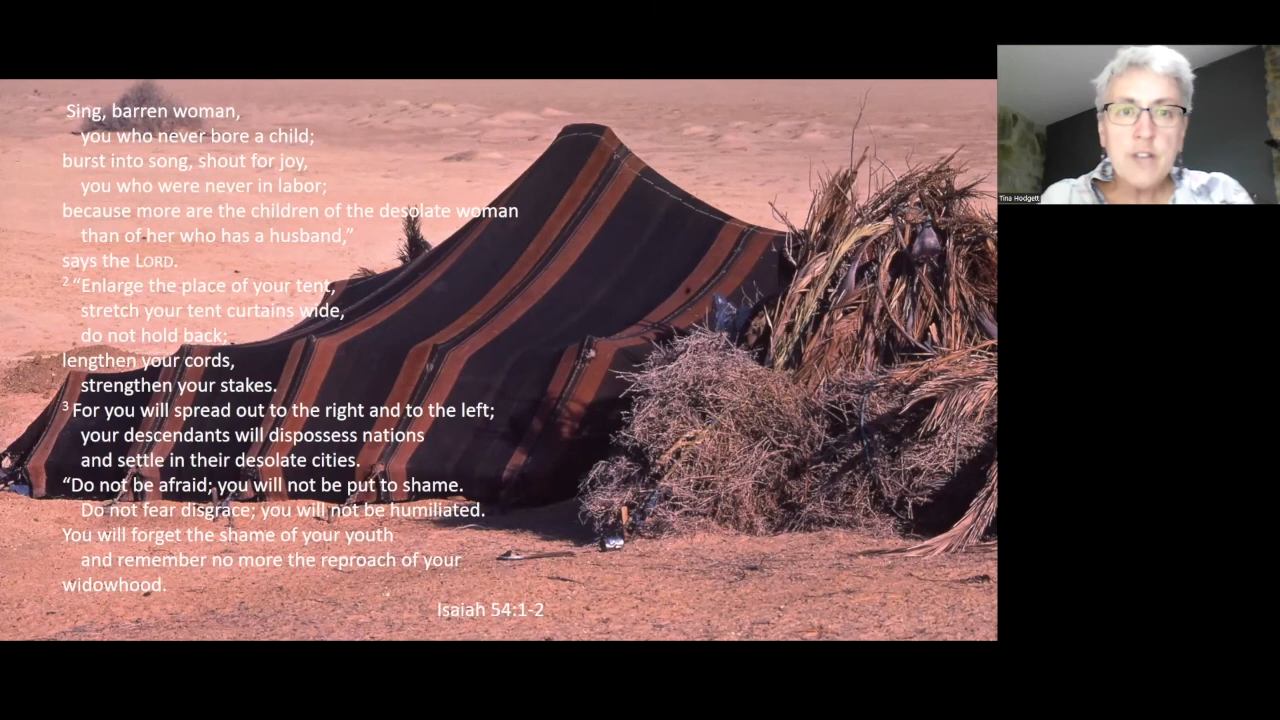 Sing, barren woman,
you who never bore a child;
burst into song, shout for joy,
you who were never in labor;
because more are the children of the desolate woman
than of her who has a husband,”
says the LORD.
2 “Enlarge the place of your tent,
stretch your tent curtains wide,
do not hold back;
lengthen your cords,
strengthen your stakes.
3 For you will spread out to the right and to the left;
your descendants will dispossess nations
and settle in their desolate cities.
“Do not be afraid; you will not be put to shame.
Do not fear disgrace; you will not be humiliated.
You will forget the shame of your youth
and remember no more the reproach of your
widowhood.
Isaiah 54:1-2
Tina Hodgett